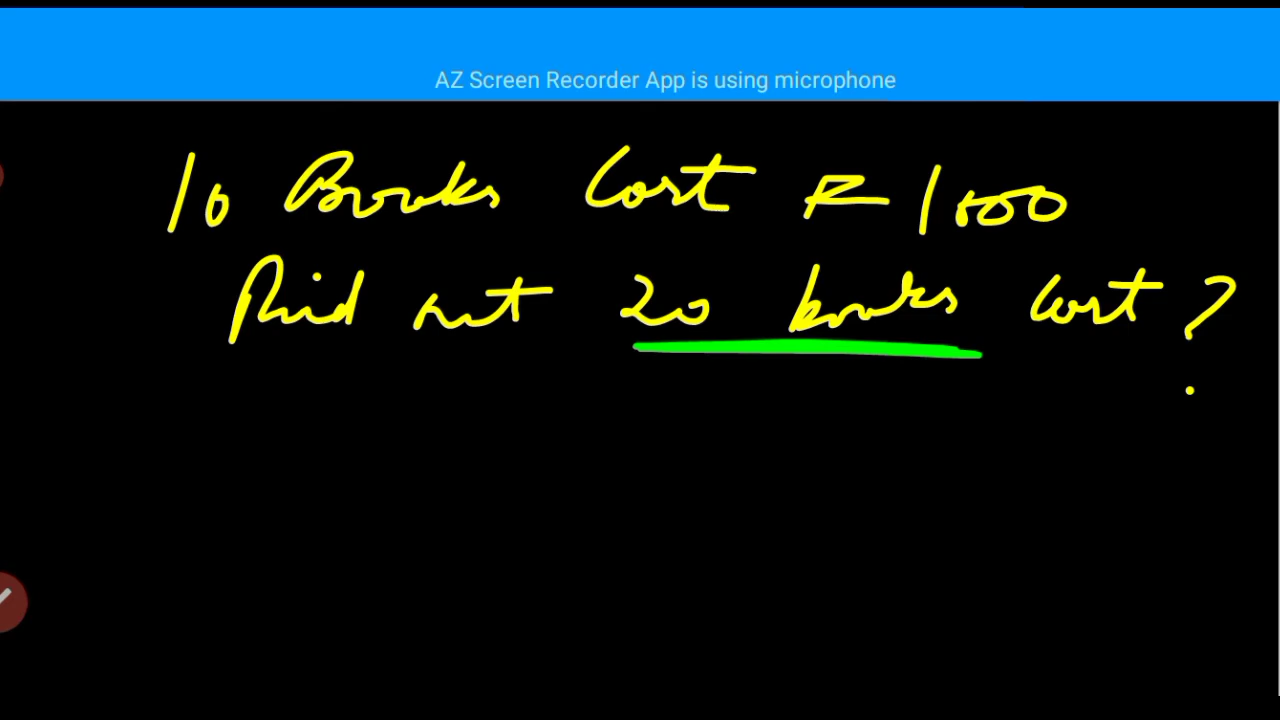 AZ Screen Recorder App is using microphone
10 Books Cost ₹1000
Find out 20 books cost ?